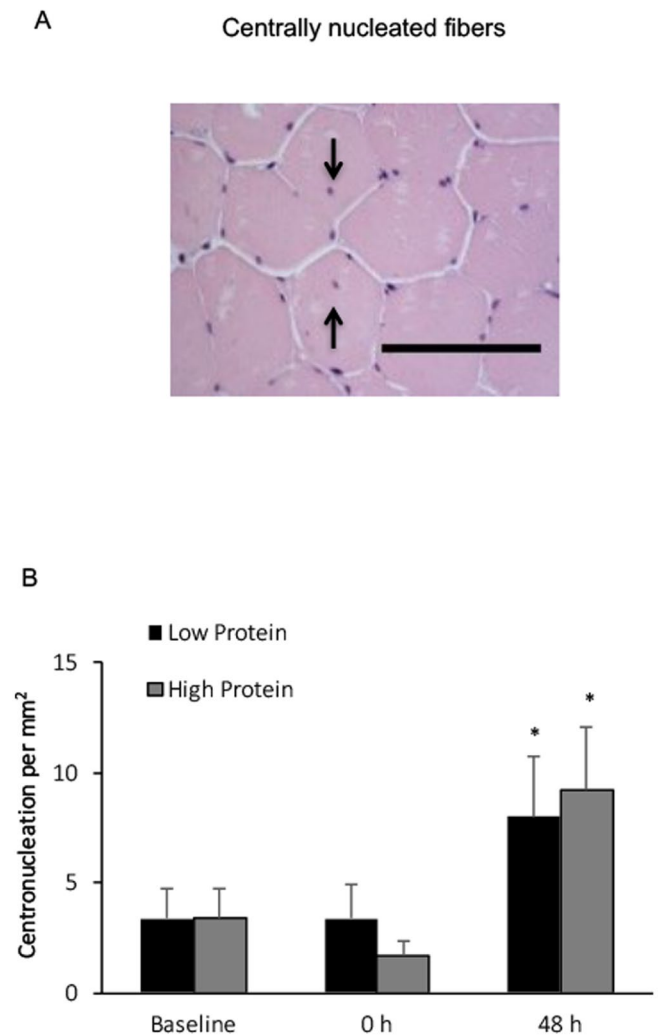 A
Centrally nucleated fibers
B
Low Protein
High Protein
Centronucleation per mm²
15
10
5
0
*
*
Baseline
0 h
48 h